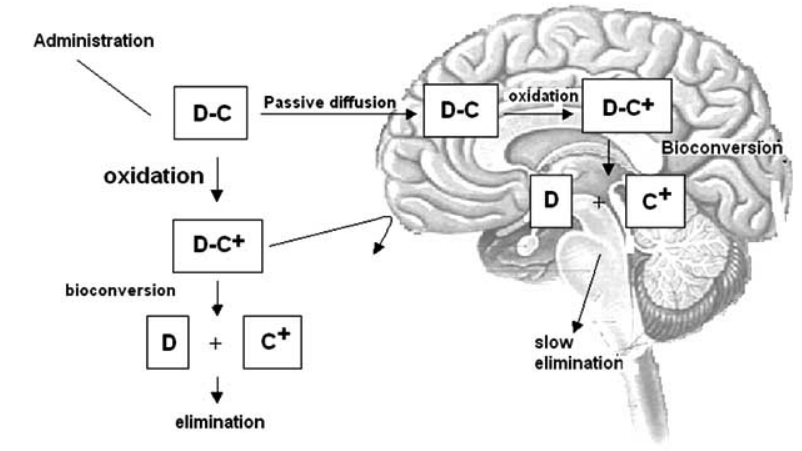 Administration
D-C
Passive diffusion
D-C
oxidation
D-C+
Bioconversion
oxidation
D
+
C+
D-C+
bioconversion
D
+
C+
slow
elimination
elimination